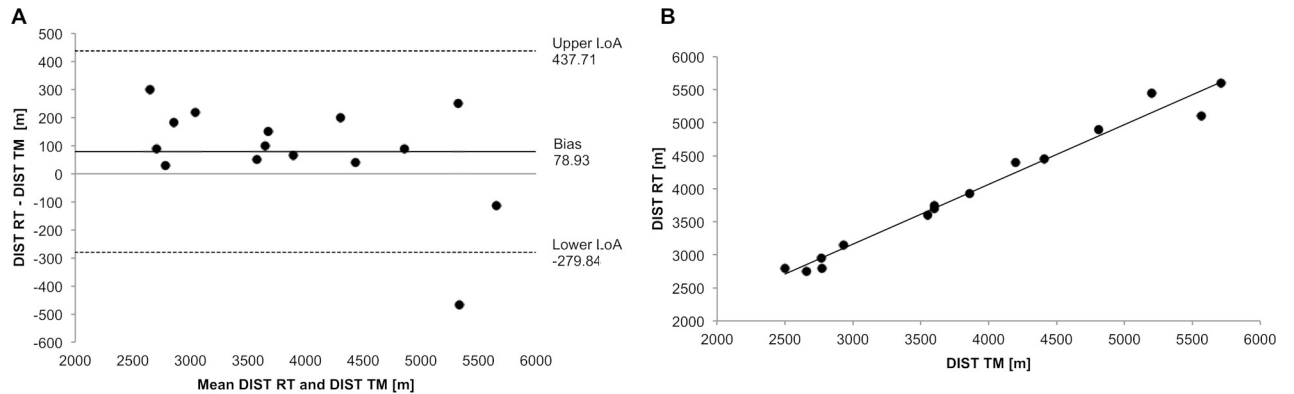 A
500
400
300
200
100
0
-100
-200
-300
-400
-500
-600
DIST RT - DIST TM [m]
2000 2500 3000 3500 4000 4500 5000 5500 6000
Mean DIST RT and DIST TM [m]
Upper LoA
437.71
Bias
78.93
Lower LoA
-279.84
B
6000
5500
5000
4500
4000
3500
3000
2500
2000
DIST RT [m]
2000 2500 3000 3500 4000 4500 5000 5500 6000
DIST TM [m]